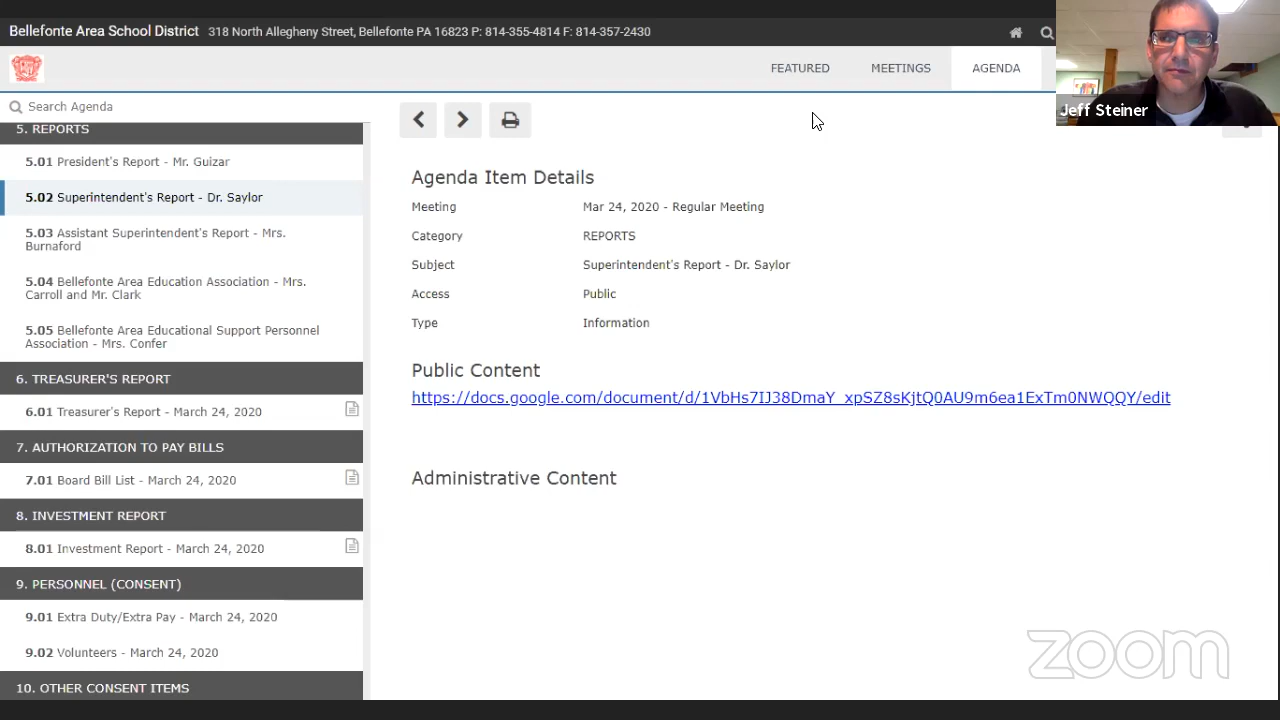 Bellefonte Area School District 318 North Allegheny Street, Bellefonte PA 16823 P: 814-355-4814 F: 814-357-2430
FEATURED MEETINGS AGENDA
Jeff Steiner
Search Agenda
5. REPORTS
5.01 President's Report - Mr. Guizar
5.02 Superintendent's Report - Dr. Saylor
5.03 Assistant Superintendent's Report - Mrs.
Burnaford
5.04 Bellefonte Area Education Association - Mrs.
Carroll and Mr. Clark
5.05 Bellefonte Area Educational Support Personnel
Association - Mrs. Confer
6. TREASURER'S REPORT
6.01 Treasurer's Report - March 24, 2020
7. AUTHORIZATION TO PAY BILLS
7.01 Board Bill List - March 24, 2020
8. INVESTMENT REPORT
8.01 Investment Report - March 24, 2020
9. PERSONNEL (CONSENT)
9.01 Extra Duty/Extra Pay - March 24, 2020
9.02 Volunteers - March 24, 2020
10. OTHER CONSENT ITEMS
Agenda Item Details
Meeting Mar 24, 2020 - Regular Meeting
Category REPORTS
Subject Superintendent's Report - Dr. Saylor
Access Public
Type Information
Public Content
https://docs.google.com/document/d/1VbHs7IJ38DmaY_xpSZ8sKjtQ0AU9m6ea1ExTm0NWQQY/edit
Administrative Content
zoom